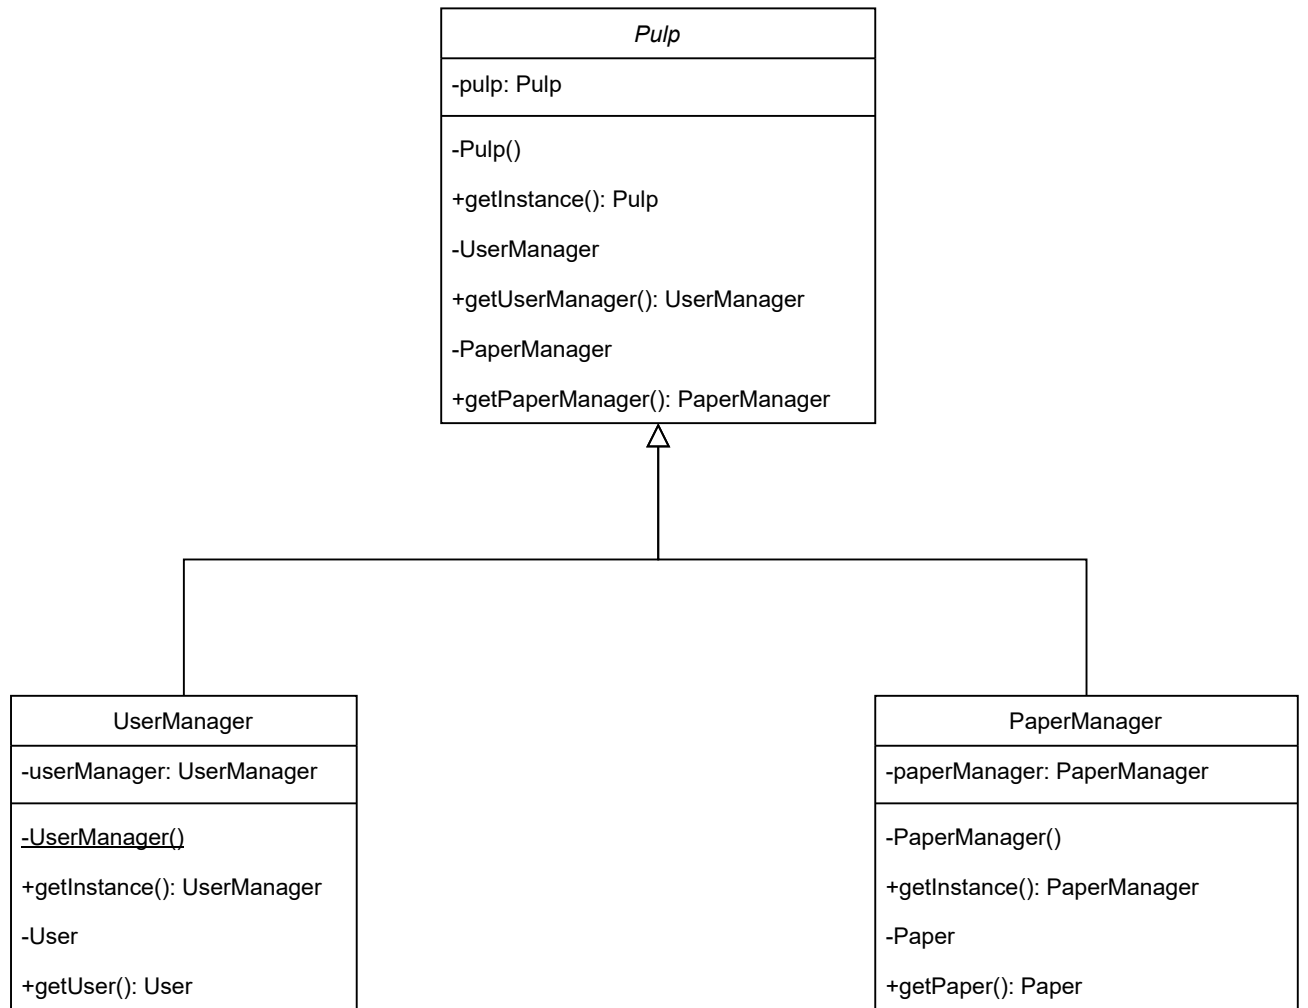 Pulp
-pulp: Pulp
-Pulp()
+getInstance(): Pulp
-UserManager
+getUserManager(): UserManager
-PaperManager
+getPaperManager(): PaperManager
UserManager
-userManager: UserManager
-UserManager()
+getInstance(): UserManager
-User
+getUser(): User
PaperManager
-paperManager: PaperManager
-PaperManager()
+getInstance(): PaperManager
-Paper
+getPaper(): Paper